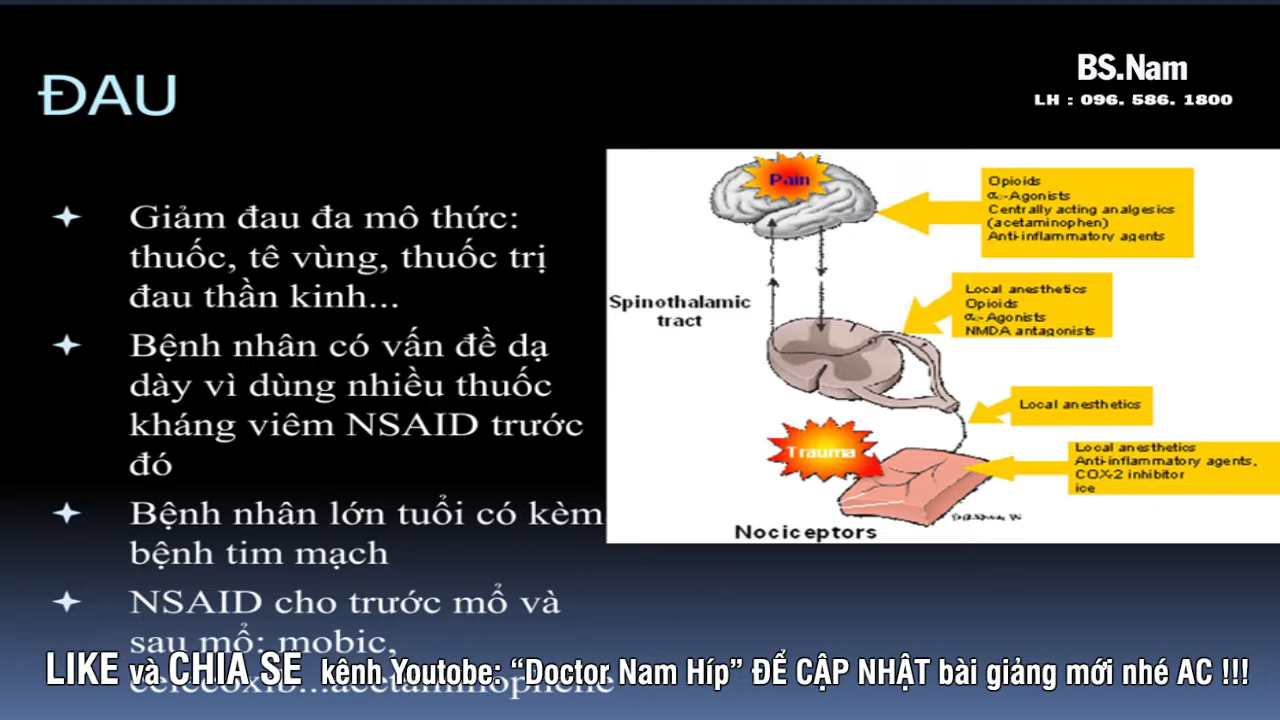 ĐAU
BS.Nam
LH : 096. 586. 1800
Giảm đau đa mô thức:
thuốc, tê vùng, thuốc trị
đau thần kinh...
Bệnh nhân có vấn đề dạ
dày vì dùng nhiều thuốc
kháng viêm NSAID trước
đó
Bệnh nhân lớn tuổi có kèm
bệnh tim mạch
NSAID cho trước mổ và
sau mổ: mobic,
celecoxib...acetaminophene
Pain
Opioids
α₂-Agonists
Centrally acting analgesics
(acetaminophen)
Anti-inflammatory agents
Spinothalamic
tract
Local anesthetics
Opioids
α₂-Agonists
NMDA antagonists
Local anesthetics
Trauma
Local anesthetics
Anti-inflammatory agents,
COX-2 inhibitor
ice
Nociceptors
LIKE và CHIA SẺ kênh Youtube: “Doctor Nam Híp” ĐỂ CẬP NHẬT bài giảng mới nhé AC !!!